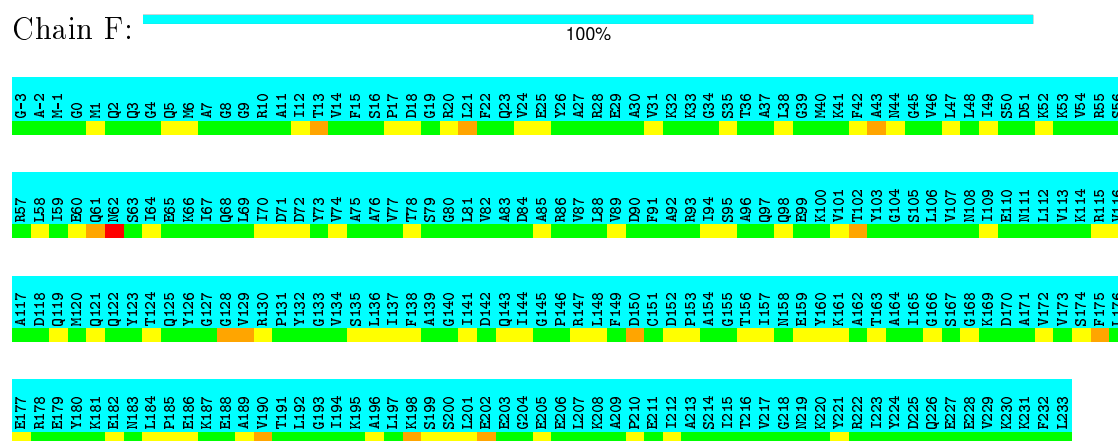 Chain F:
100%
G-3 A-2 M-1 G0 M1 Q2 Q3 G4 Q5 M6 A7 G8 G9 R10 A11 I12 T13 V14 F15 S16 P17 D18 G19 R20 L21 F22 Q23 V24 E25 Y26 A27 R28 E29 A30 V31 K32 K33 G34 S35 T36 A37 L38 G39 M40 K41 F42 A43 N44 G45 V46 L47 L48 I49 S50 D51 K52 K53 V54 R55 S56
R57 L58 I59 E60 Q61 N62 S63 I64 E65 K66 I67 Q68 L69 I70 D71 D72 Y73 V74 A75 A76 V77 T78 S79 G80 L81 V82 A83 D84 A85 R86 V87 L88 V89 D90 F91 A92 R93 I94 S95 A96 Q97 Q98 E99 K100 V101 T102 Y103 G104 S105 L106 V107 N108 I109 E110 N111 L112 V113 K114 R115 V116
A117 D118 Q119 M120 Q121 Q122 Y123 T124 Q125 Y126 G127 G128 V129 R130 P131 Y132 G133 V134 S135 L136 I137 F138 A139 G140 I141 D142 Q143 I144 G145 P146 R147 L148 F149 D150 C151 D152 P153 A154 G155 T156 I157 N158 E159 Y160 K161 A162 T163 A164 I165 G166 S167 G168 K169 D170 A171 V172 V173 S174 F175 L176
E177 R178 E179 Y180 K181 E182 N183 L184 P185 E186 K187 E188 A189 V190 T191 L192 G193 I194 K195 A196 L197 K198 S199 S200 L201 E202 E203 G204 E205 E206 L207 K208 A209 P210 E211 I212 A213 S214 I215 T216 V217 G218 N219 K220 Y221 R222 I223 Y224 D225 Q226 E227 E228 V229 K230 K231 F232 L233